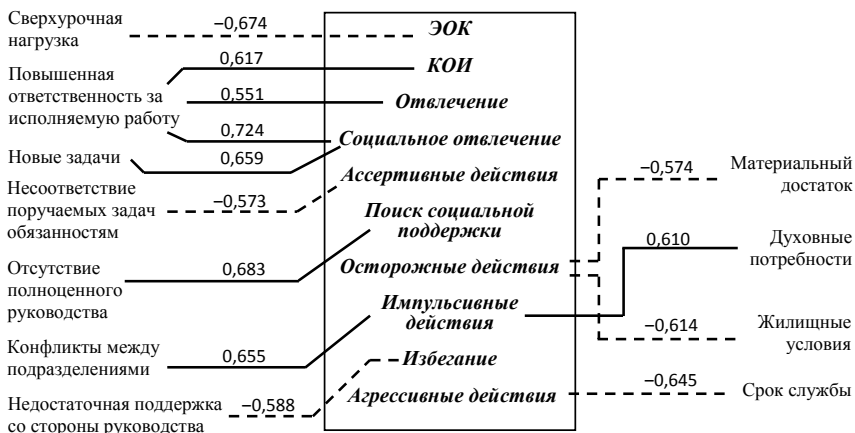 Сверхурочная
нагрузка
−0,674
Повышенная
ответственность за
исполняемую работу
0,617
0,551
0,724
Новые задачи
0,659
Несоответствие
поручаемых задач
обязанностям
−0,573
Отсутствие
полноценного
руководства
0,683
Конфликты между
подразделениями
0,655
Недостаточная поддержка
со стороны руководства
−0,588
ЭОК
КОИ
Отвлечение
Социальное отвлечение
Ассертивные действия
Поиск социальной
поддержки
Осторожные действия
Импульсивные
действия
Избегание
Агрессивные действия
−0,574
Материальный
достаток
0,610
Духовные
потребности
−0,614
Жилищные
условия
−0,645
Срок службы